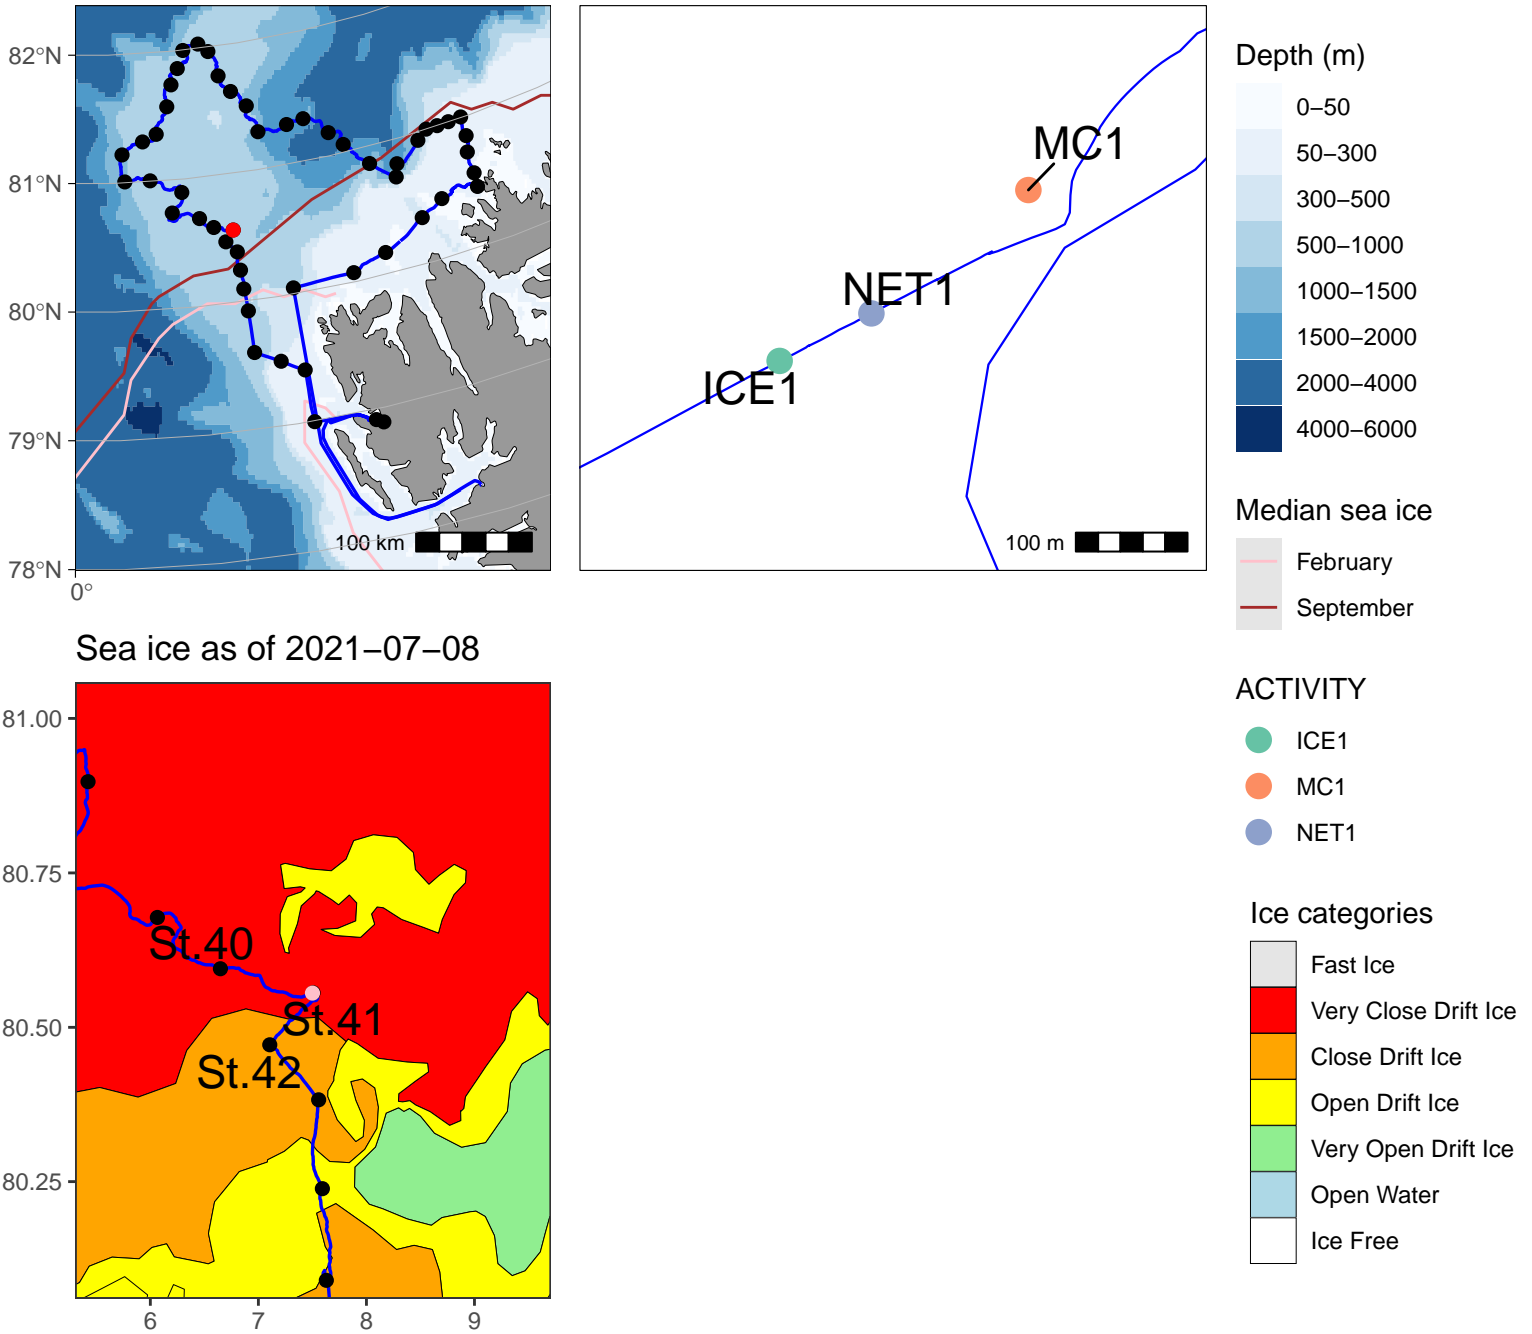 82°N
81°N
80°N
79°N
78°N
0°
100 km
MC1
NET1
ICE1
100 m
Depth (m)
0–50
50–300
300–500
500–1000
1000–1500
1500–2000
2000–4000
4000–6000
Median sea ice
February
September
ACTIVITY
ICE1
MC1
NET1
Ice categories
Fast Ice
Very Close Drift Ice
Close Drift Ice
Open Drift Ice
Very Open Drift Ice
Open Water
Ice Free
Sea ice as of 2021–07–08
81.00
80.75
80.50
80.25
St.40
St.41
St.42
6
7
8
9